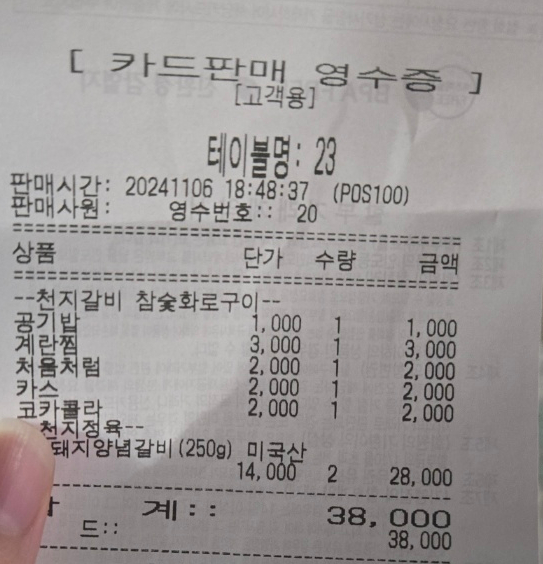 [ 카드판매 영수증 ]
[고객용]
테이블명: 23
판매시간: 20241106 18:48:37 (POS100)
판매사원: 영수번호:: 20
상품 단가 수량 금액
--천지갈비 참숯화로구이--
공기밥 1,000 1 1,000
계란찜 3,000 1 3,000
처음처럼 2,000 1 2,000
카스 2,000 1 2,000
코카콜라 2,000 1 2,000
천지정육--
돼지양념갈비(250g) 미국산
14,000 2 28,000
계:: 38,000
드:: 38,000